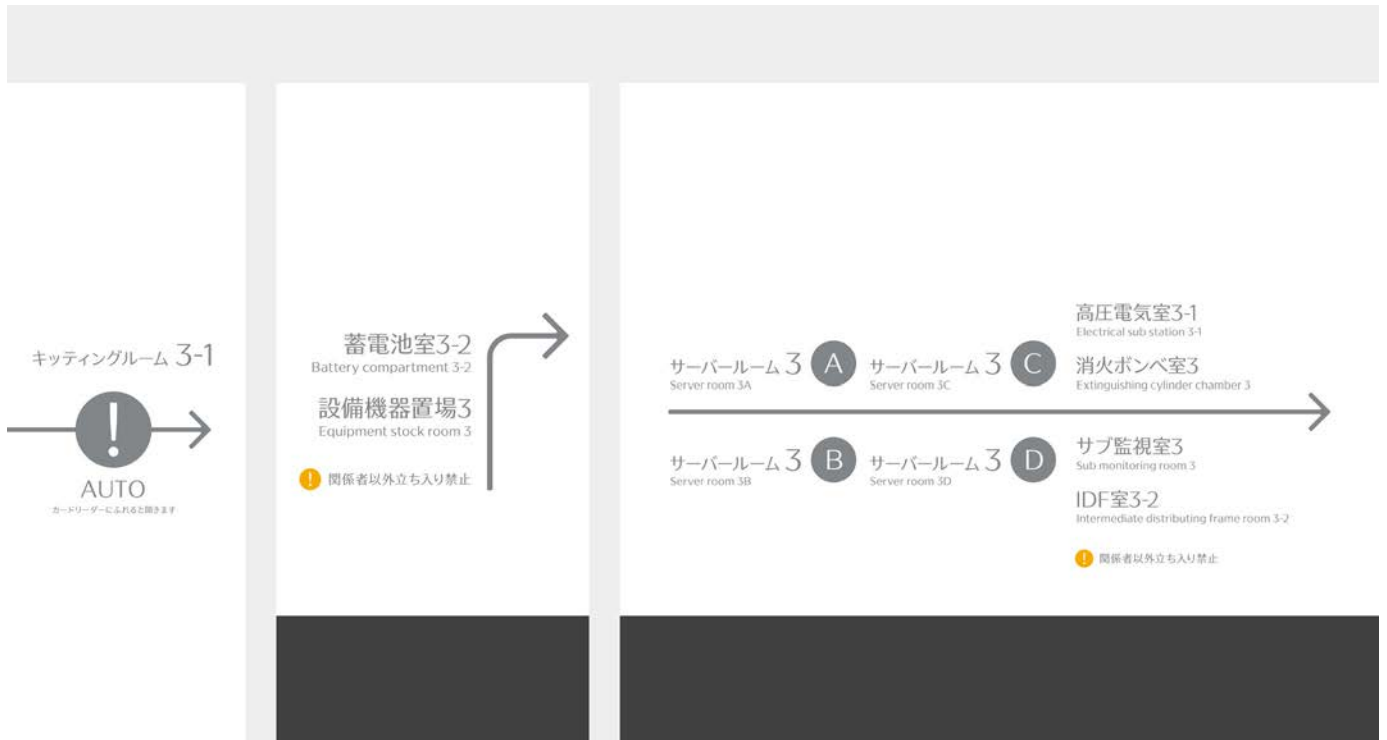 キッティングルーム 3-1
!
AUTO
カードリーダーにふれると開きます
蓄電池室3-2
Battery compartment 3-2
設備機器置場3
Equipment stock room 3
! 関係者以外立ち入り禁止
サーバールーム 3 A
Server room 3A
サーバールーム 3 C
Server room 3C
高圧電気室3-1
Electrical sub station 3-1
消火ボンベ室3
Extinguishing cylinder chamber 3
サーバールーム 3 B
Server room 3B
サーバールーム 3 D
Server room 3D
サブ監視室3
Sub monitoring room 3
IDF室3-2
Intermediate distributing frame room 3-2
! 関係者以外立ち入り禁止